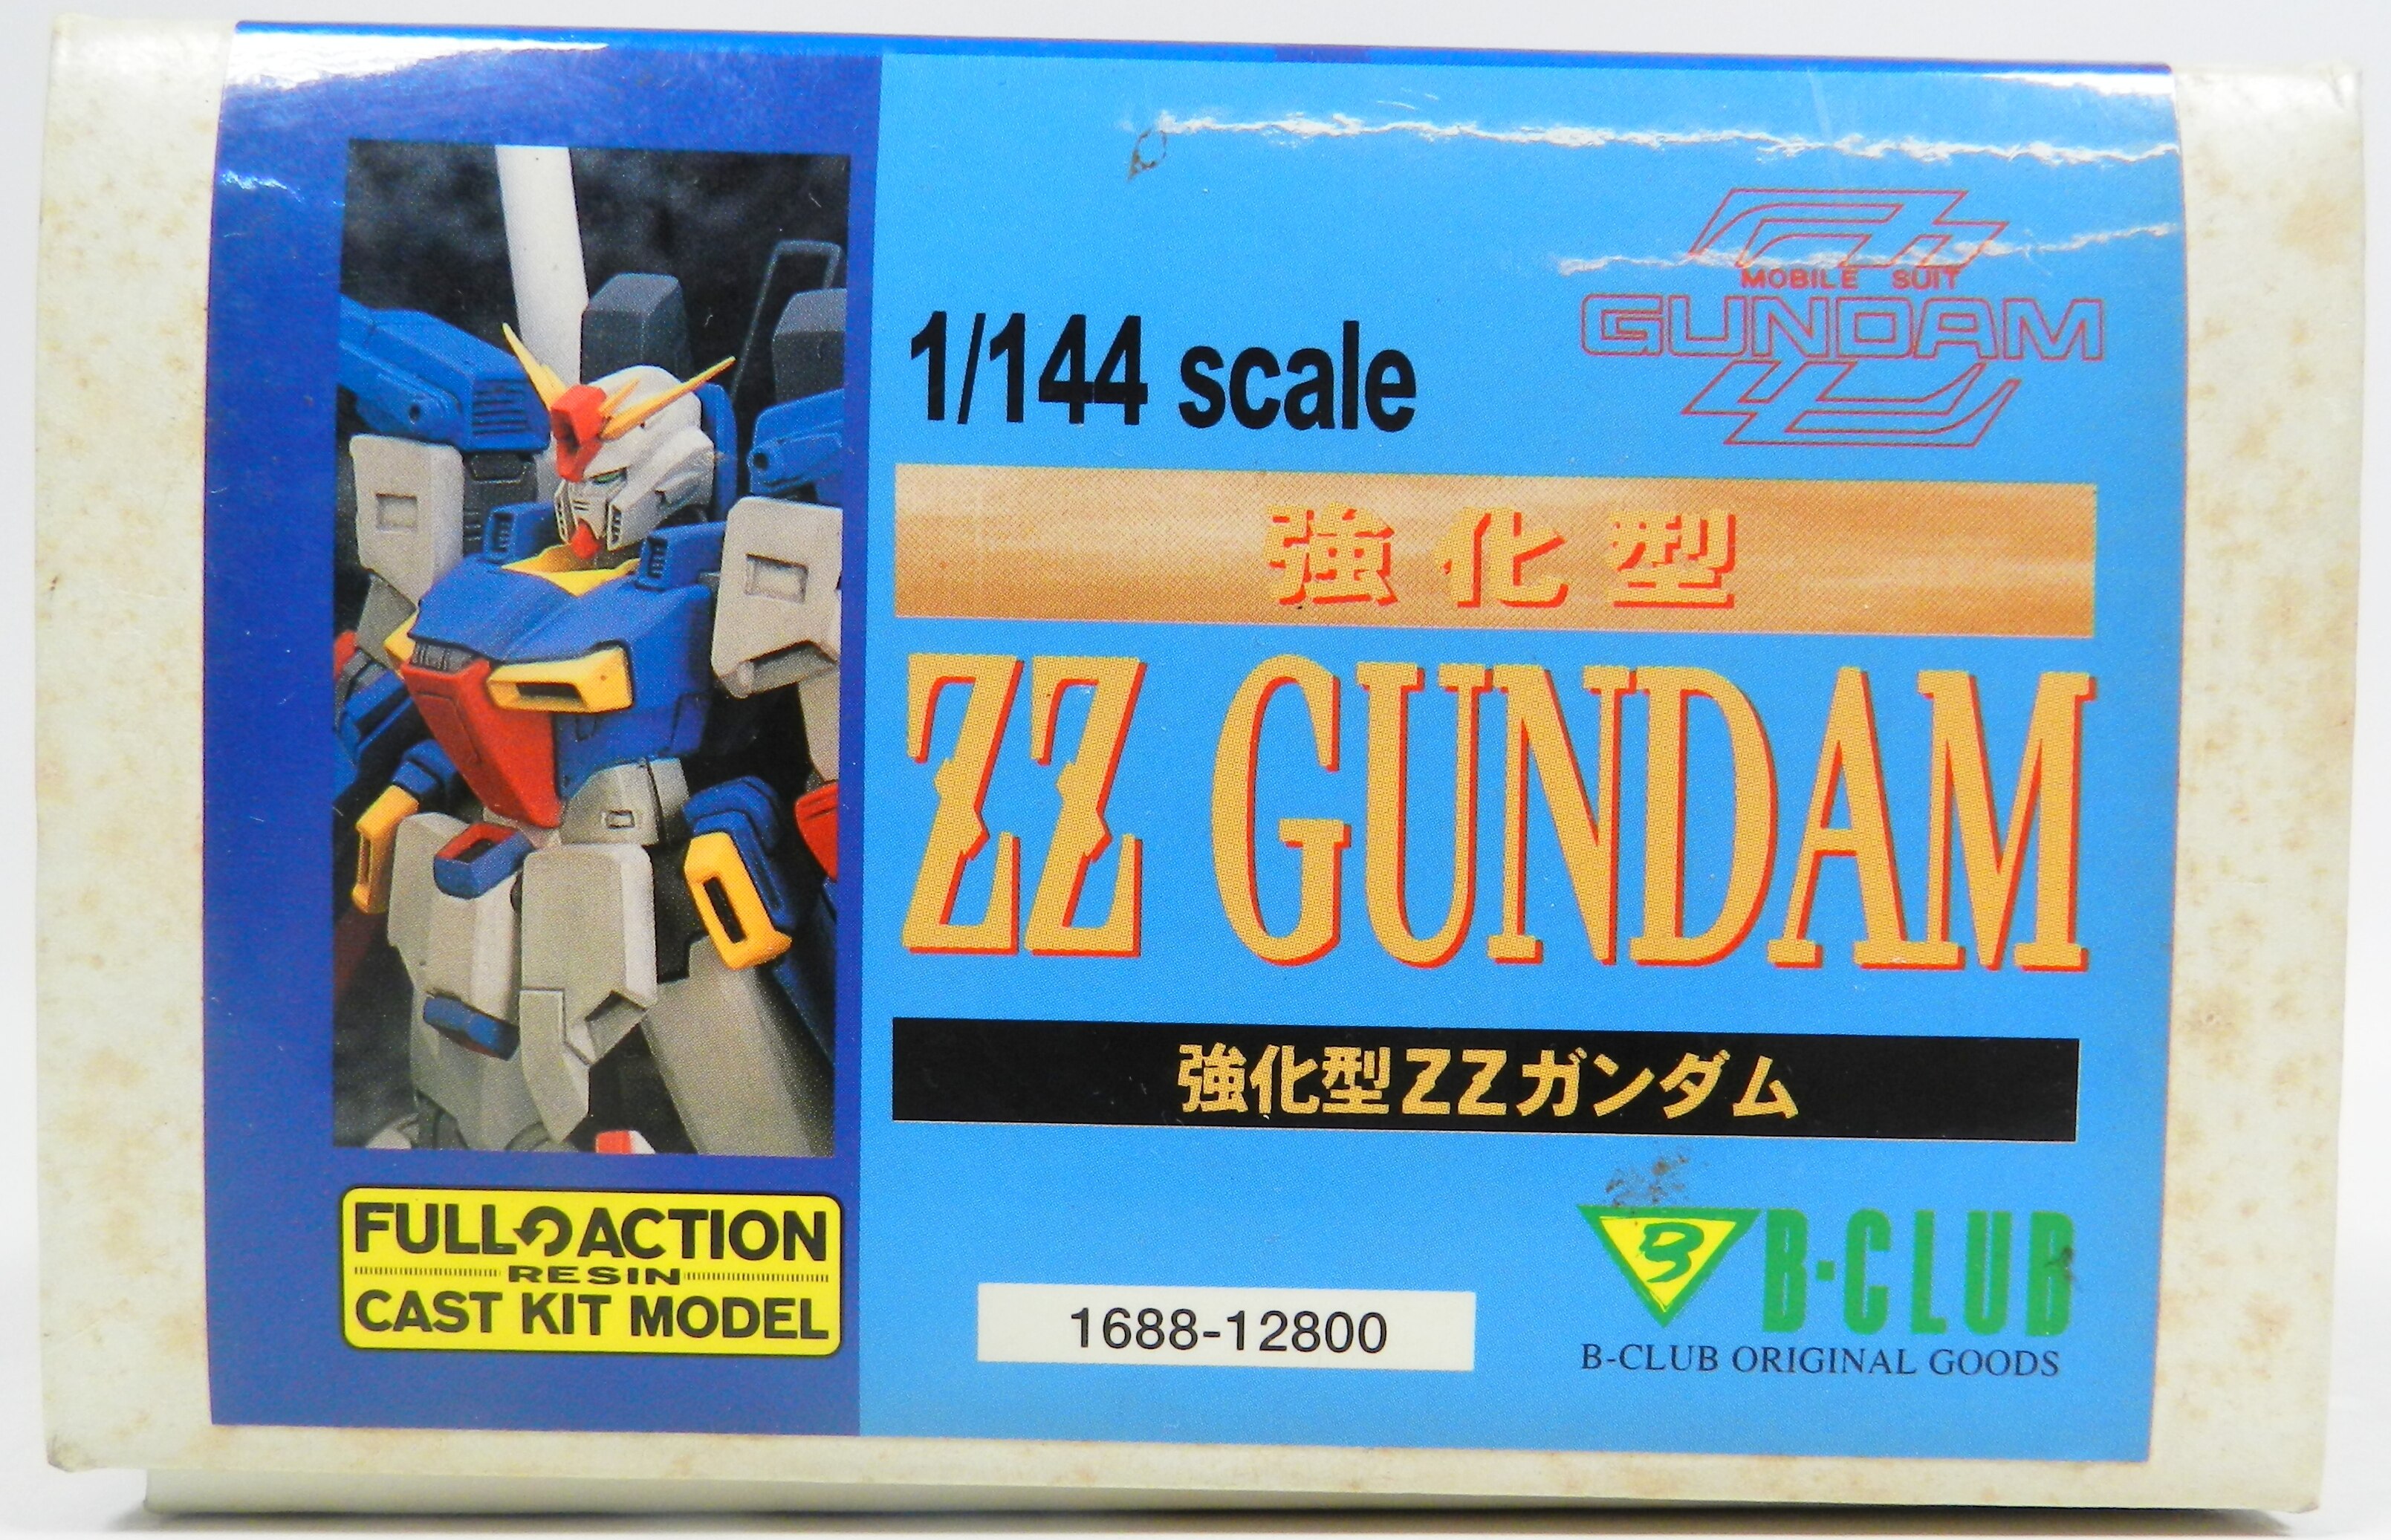 1/144 scale
MOBILE SUIT
GUNDAM
強化型
ZZ GUNDAM
強化型ZZガンダム
FULL ACTION
RESIN
CAST KIT MODEL
1688-12800
B
B-CLUB
B-CLUB ORIGINAL GOODS